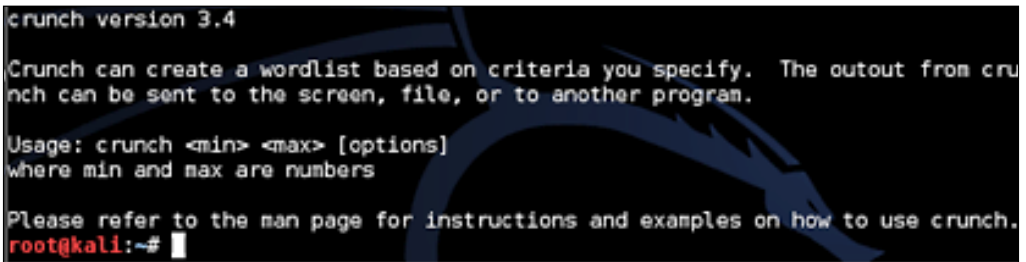 crunch version 3.4
Crunch can create a wordlist based on criteria you specify.  The outout from cru
nch can be sent to the screen, file, or to another program.
Usage: crunch <min> <max> [options]
where min and max are numbers
Please refer to the man page for instructions and examples on how to use crunch.
root@kali:~#